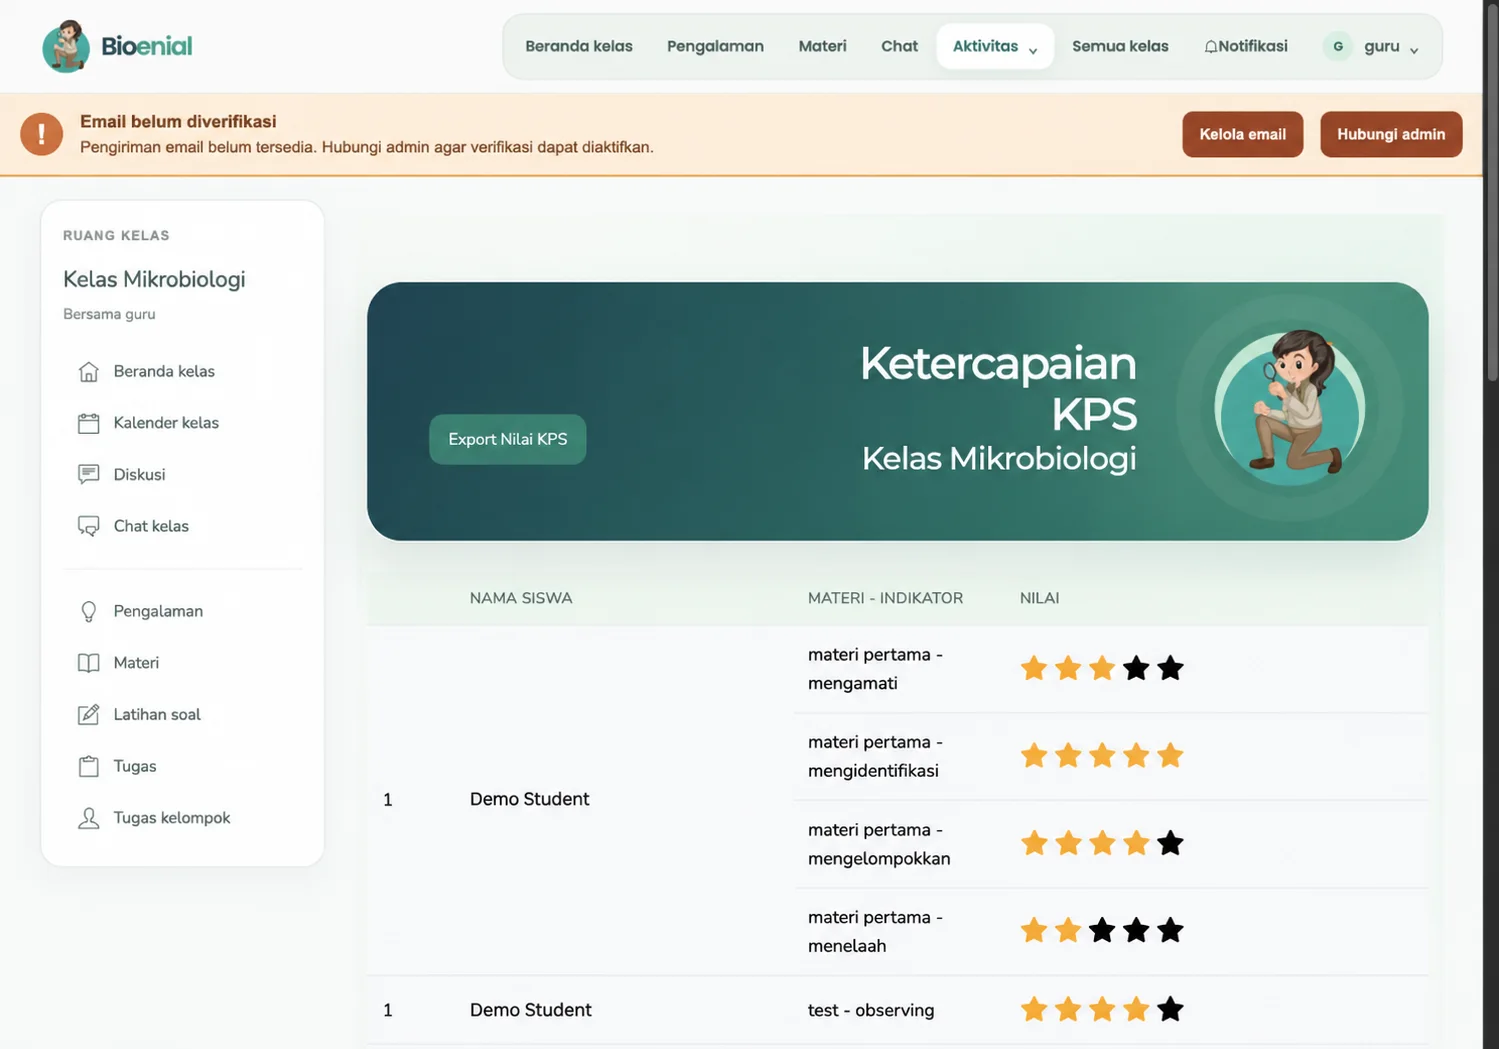 Bioenial
Beranda kelas
Pengalaman
Materi
Chat
Aktivitas
Semua kelas
Notifikasi
G
guru
!
Email belum diverifikasi
Pengiriman email belum tersedia. Hubungi admin agar verifikasi dapat diaktifkan.
Kelola email
Hubungi admin
RUANG KELAS
Kelas Mikrobiologi
Bersama guru
Beranda kelas
Kalender kelas
Diskusi
Chat kelas
Pengalaman
Materi
Latihan soal
Tugas
Tugas kelompok
Export Nilai KPS
Ketercapaian
KPS
Kelas Mikrobiologi
NAMA SISWA
MATERI - INDIKATOR
NILAI
1
Demo Student
materi pertama -
mengamati
materi pertama -
mengidentifikasi
materi pertama -
mengelompokkan
materi pertama -
menelaah
1
Demo Student
test - observing